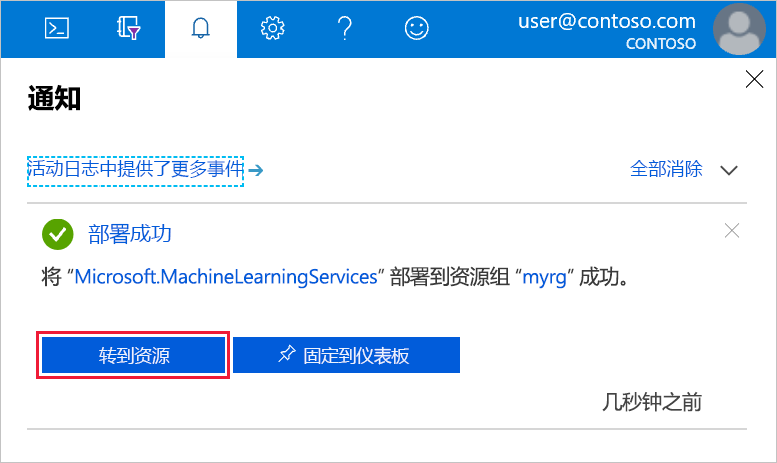 user@contoso.com
CONTOSO
通知
活动日志中提供了更多事件 → 全部消除
部署成功
将 “Microsoft.MachineLearningServices” 部署到资源组 “myrg” 成功。
转到资源 固定到仪表板
几秒钟之前